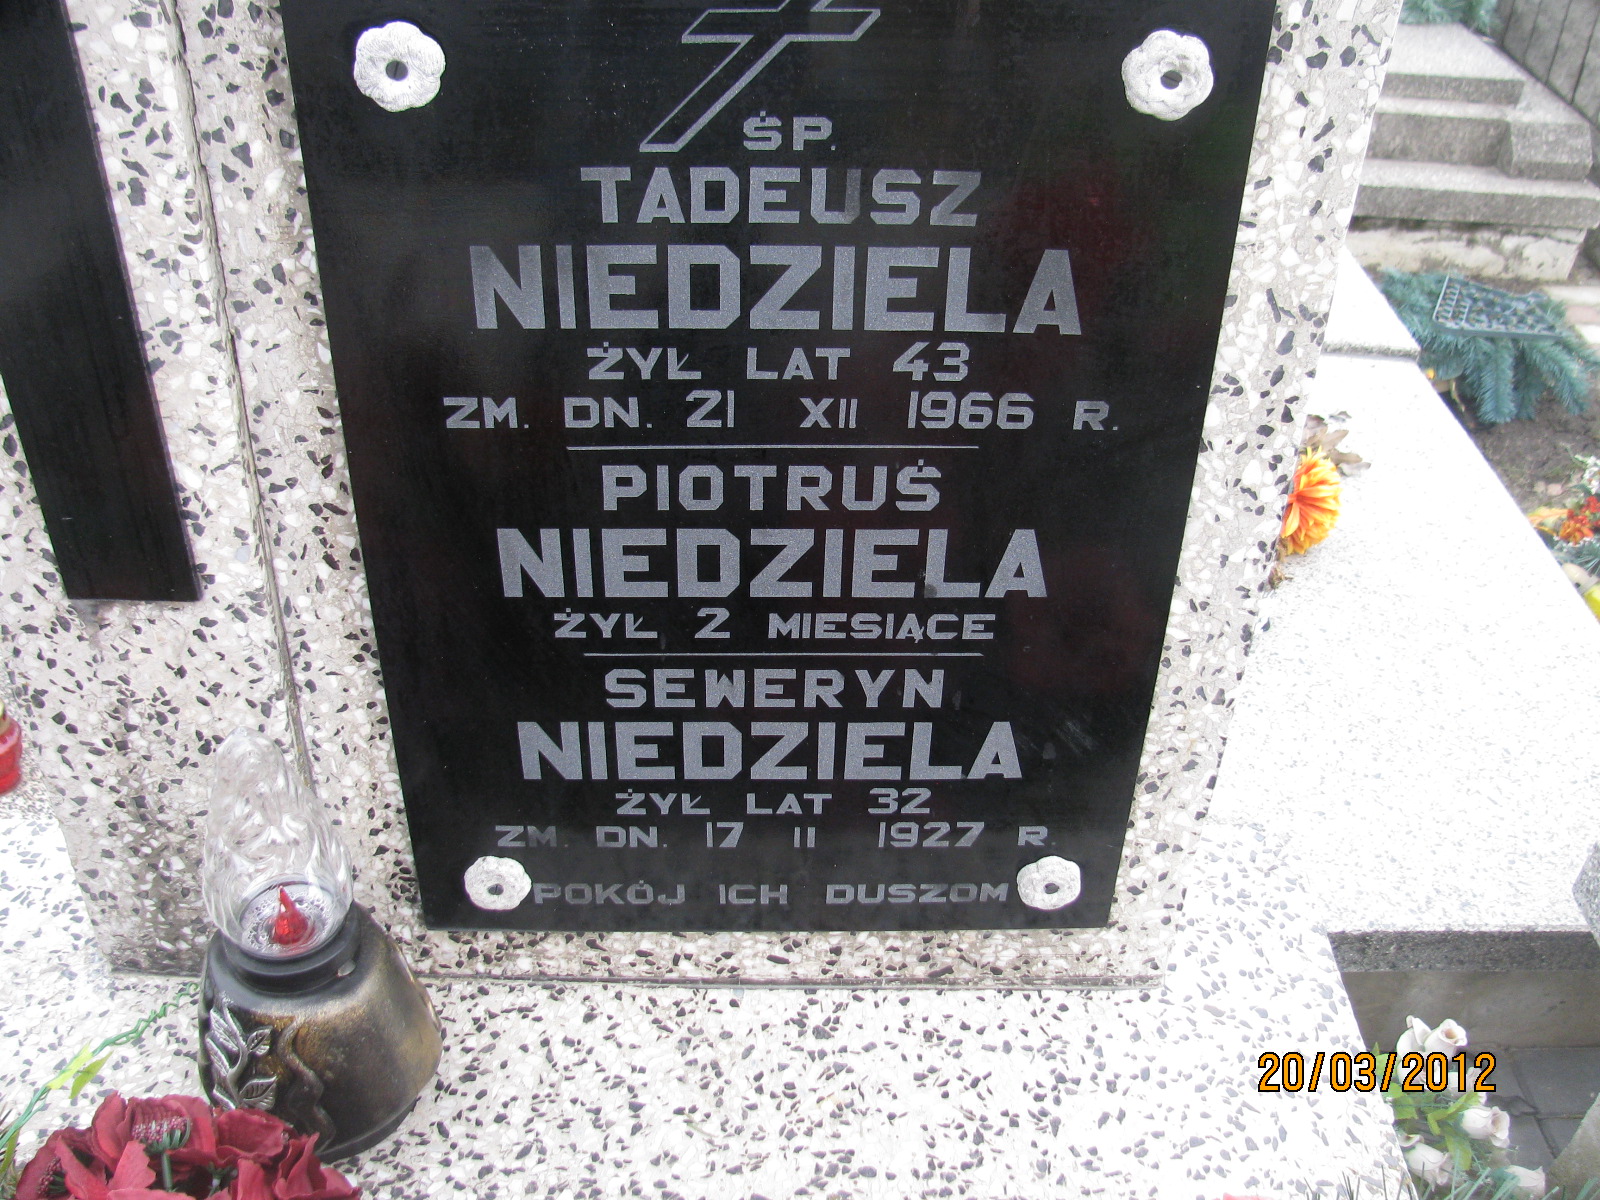 ŚP.
TADEUSZ
NIEDZIELA
ŻYŁ LAT 43
ZM. DN. 21 XII 1966 R.
PIOTRUŚ
NIEDZIELA
ŻYŁ 2 MIESIĄCE
SEWERYN
NIEDZIELA
ŻYŁ LAT 32
ZM. DN. 17 II 1927 R.
POKÓJ ICH DUSZOM
20/03/2012